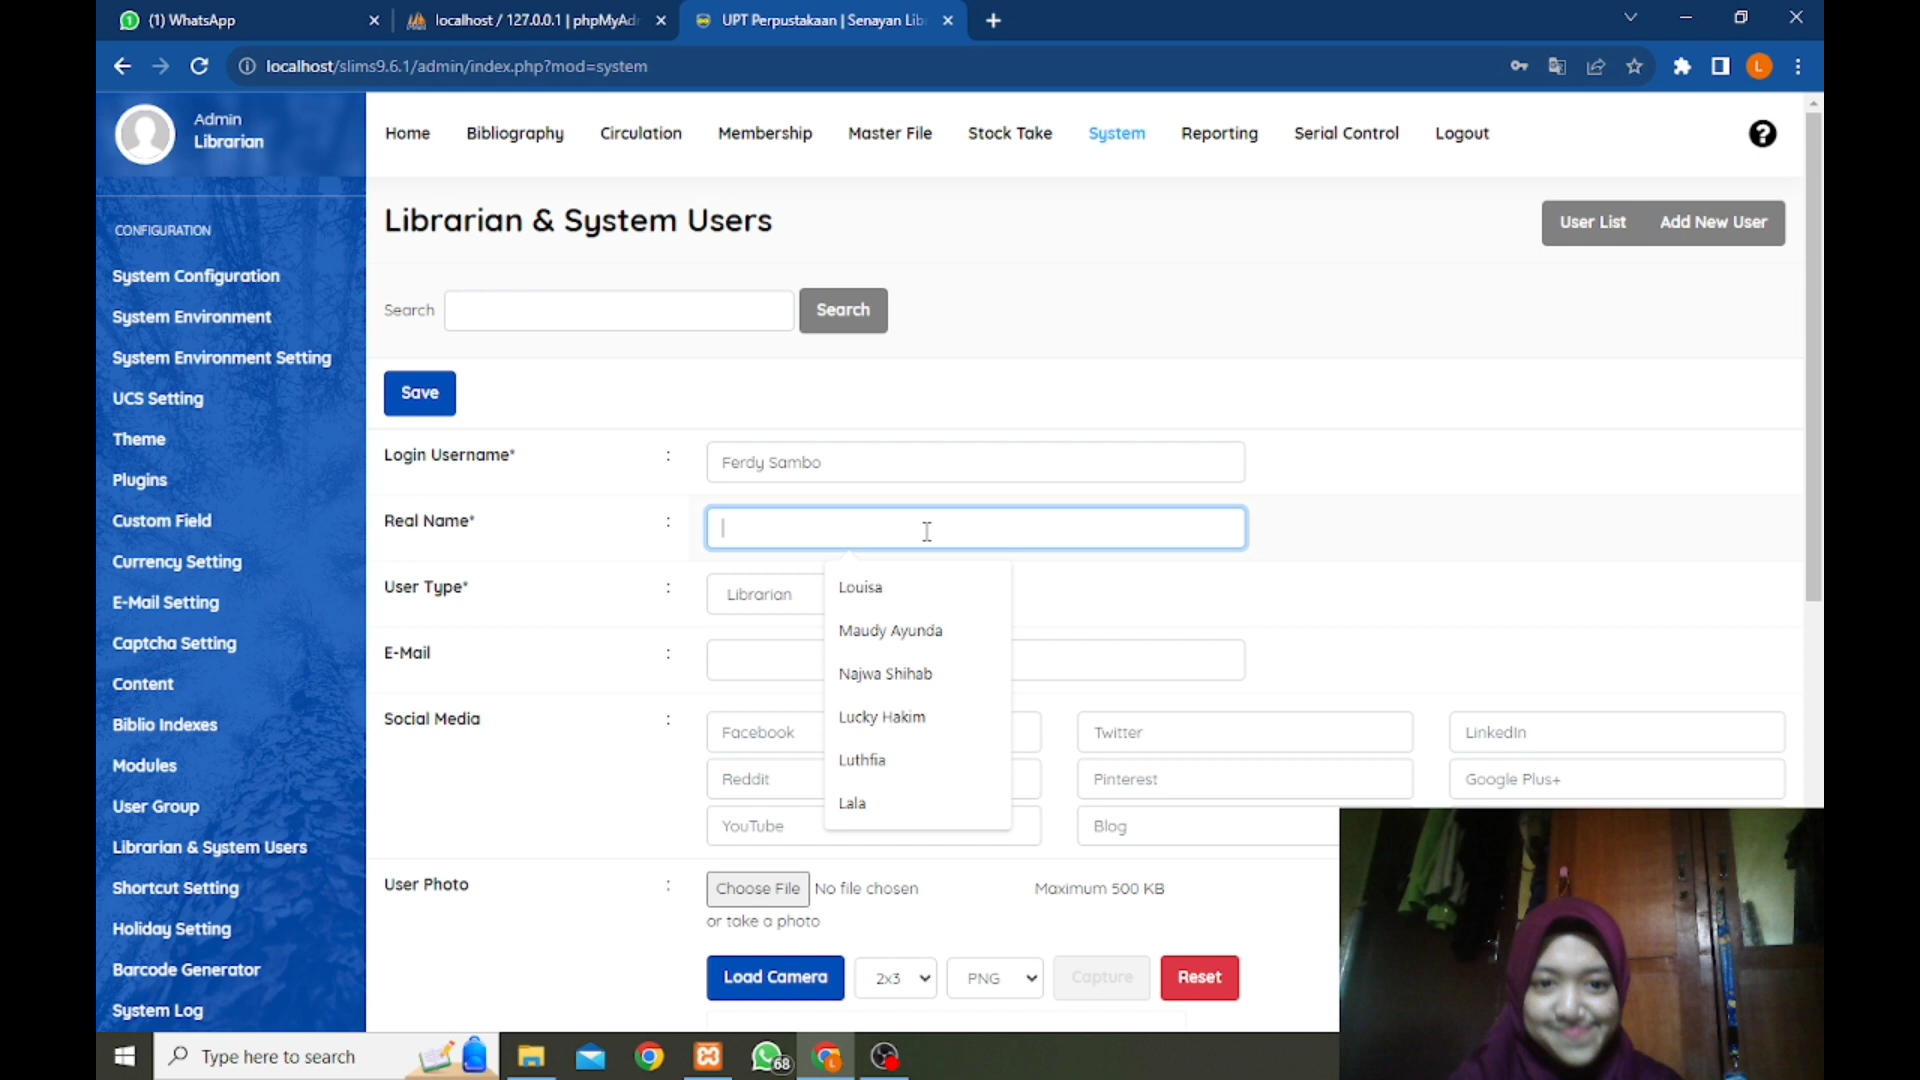 (1) WhatsApp
localhost / 127.0.0.1 | phpMyAd
UPT Perpustakaan | Senayan Lib
localhost/slims9.6.1/admin/index.php?mod=system
L
Admin
Librarian
Home Bibliography Circulation Membership Master File Stock Take System Reporting Serial Control Logout
?
CONFIGURATION
System Configuration
System Environment
System Environment Setting
UCS Setting
Theme
Plugins
Custom Field
Currency Setting
E-Mail Setting
Captcha Setting
Content
Biblio Indexes
Modules
User Group
Librarian & System Users
Shortcut Setting
Holiday Setting
Barcode Generator
System Log
Librarian & System Users
User List Add New User
Search Search
Save
Login Username* : Ferdy Sambo
Real Name* :
User Type* : Librarian
E-Mail :
Louisa
Maudy Ayunda
Najwa Shihab
Lucky Hakim
Luthfia
Lala
Social Media : Facebook Twitter LinkedIn
Reddit Pinterest Google Plus+
YouTube Blog
User Photo : Choose File No file chosen Maximum 500 KB
or take a photo
Load Camera 2x3 PNG Capture Reset
Type here to search
68
L